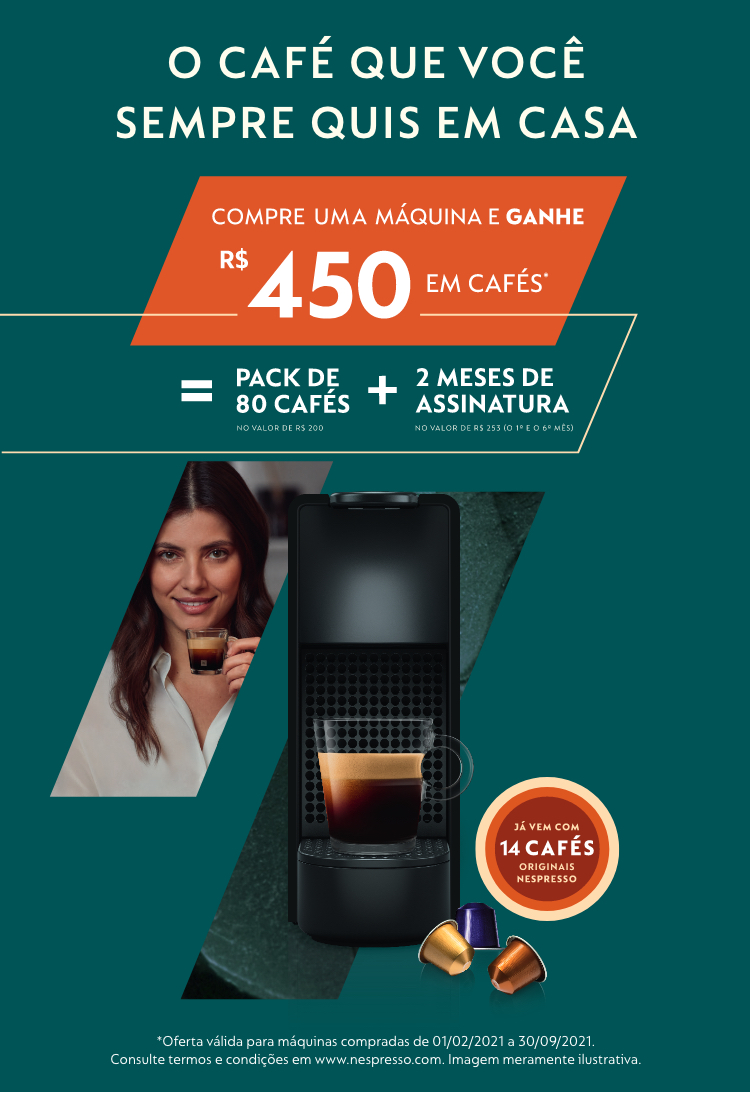 O CAFÉ QUE VOCÊ
SEMPRE QUIS EM CASA
COMPRE UMA MÁQUINA E GANHE
R$ 450 EM CAFÉS*
= PACK DE
80 CAFÉS
NO VALOR DE R$ 200
+ 2 MESES DE
ASSINATURA
NO VALOR DE R$ 253 (O 1º E O 6º MÊS)
JÁ VEM COM
14 CAFÉS
ORIGINAIS
NESPRESSO
*Oferta válida para máquinas compradas de 01/02/2021 a 30/09/2021.
Consulte termos e condições em www.nespresso.com. Imagem meramente ilustrativa.